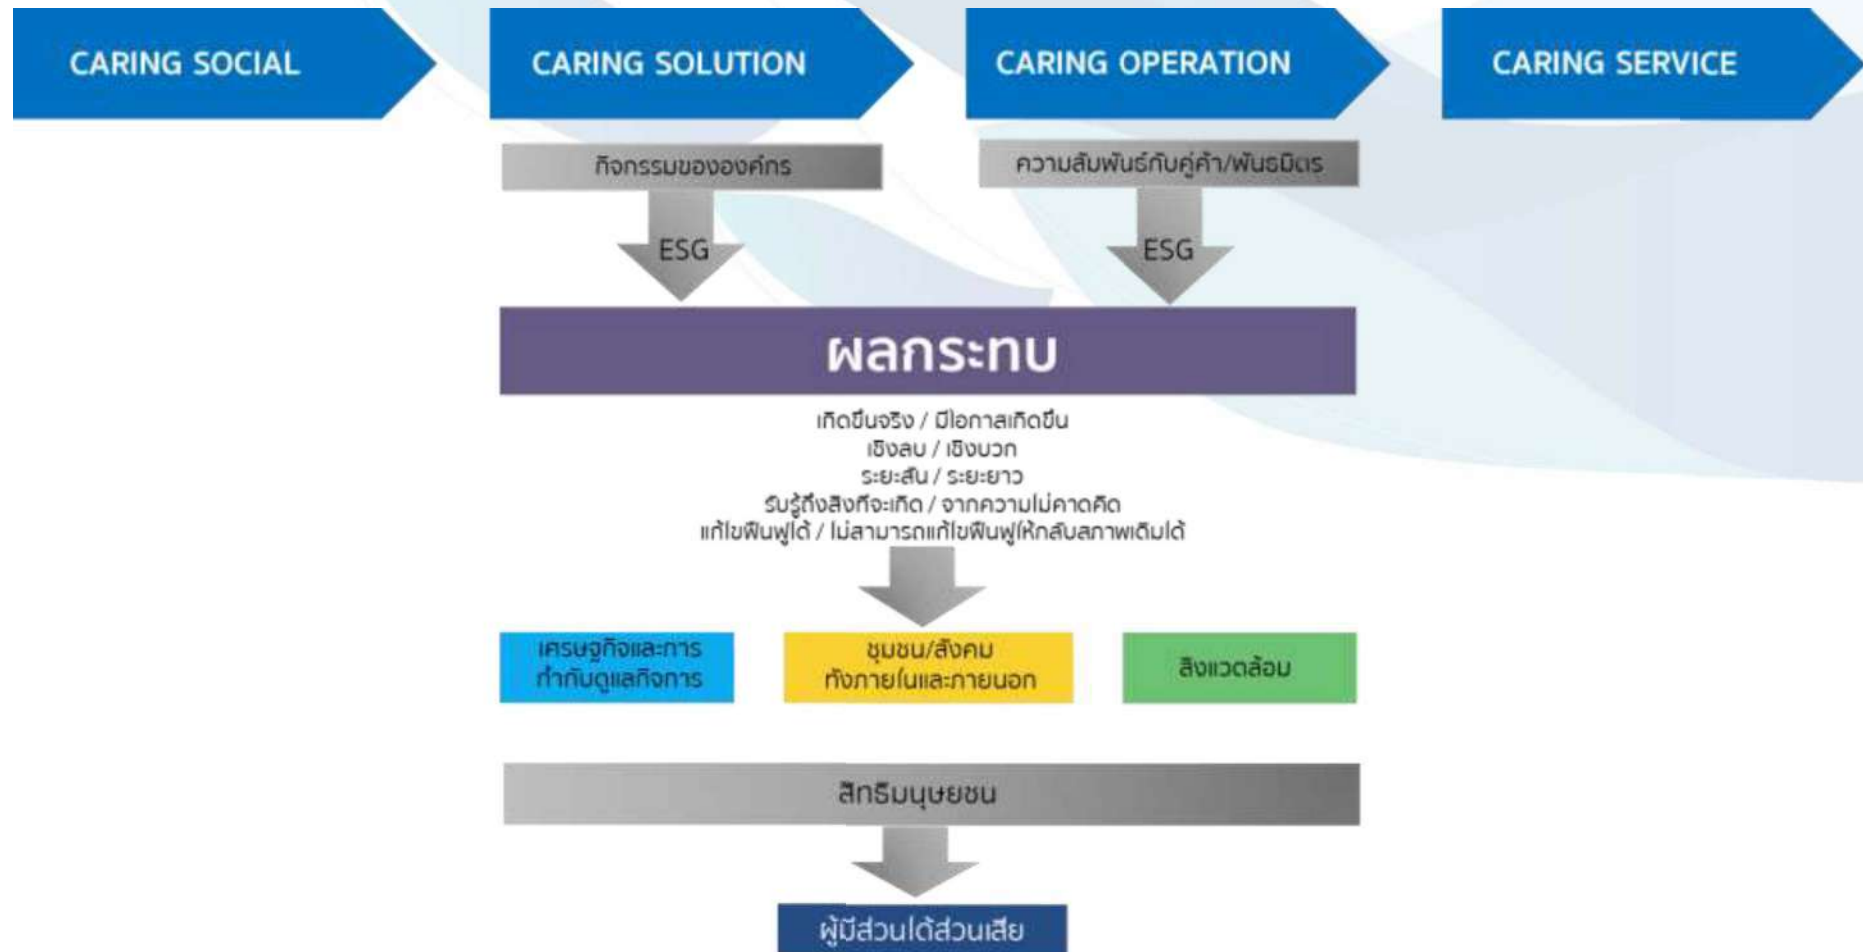 CARING SOCIAL
CARING SOLUTION
CARING OPERATION
CARING SERVICE
กิจกรรมขององค์กร
ความสัมพันธ์กับคู่ค้า/พันธมิตร
ESG
ESG
ผลกระทบ
เกิดขึ้นจริง / มีโอกาสเกิดขึ้น
เชิงลบ / เชิงบวก
ระยะสั้น / ระยะยาว
รับรู้ถึงสิ่งที่จะเกิด / จากความไม่คาดคิด
แก้ไขฟื้นฟูได้ / ไม่สามารถแก้ไขฟื้นฟูให้กลับสภาพเดิมได้
เศรษฐกิจและการ
กำกับดูแลกิจการ
ชุมชน/สังคม
ทั้งภายในและภายนอก
สิ่งแวดล้อม
สิทธิมนุษยชน
ผู้มีส่วนได้ส่วนเสีย